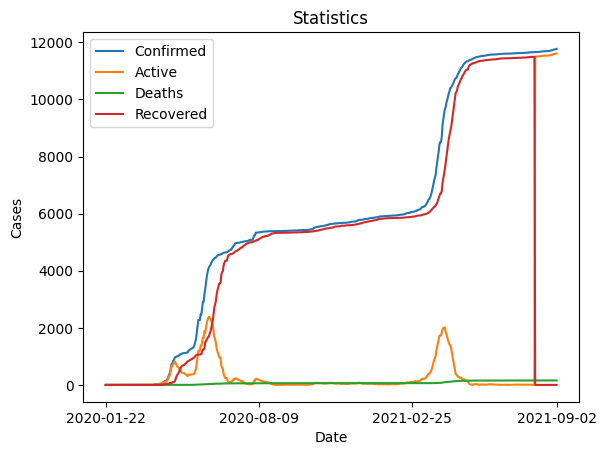 Statistics
Confirmed
Active
Deaths
Recovered
12000
10000
8000
6000
4000
2000
0
Cases
2020-01-22
2020-08-09
2021-02-25
2021-09-02
Date